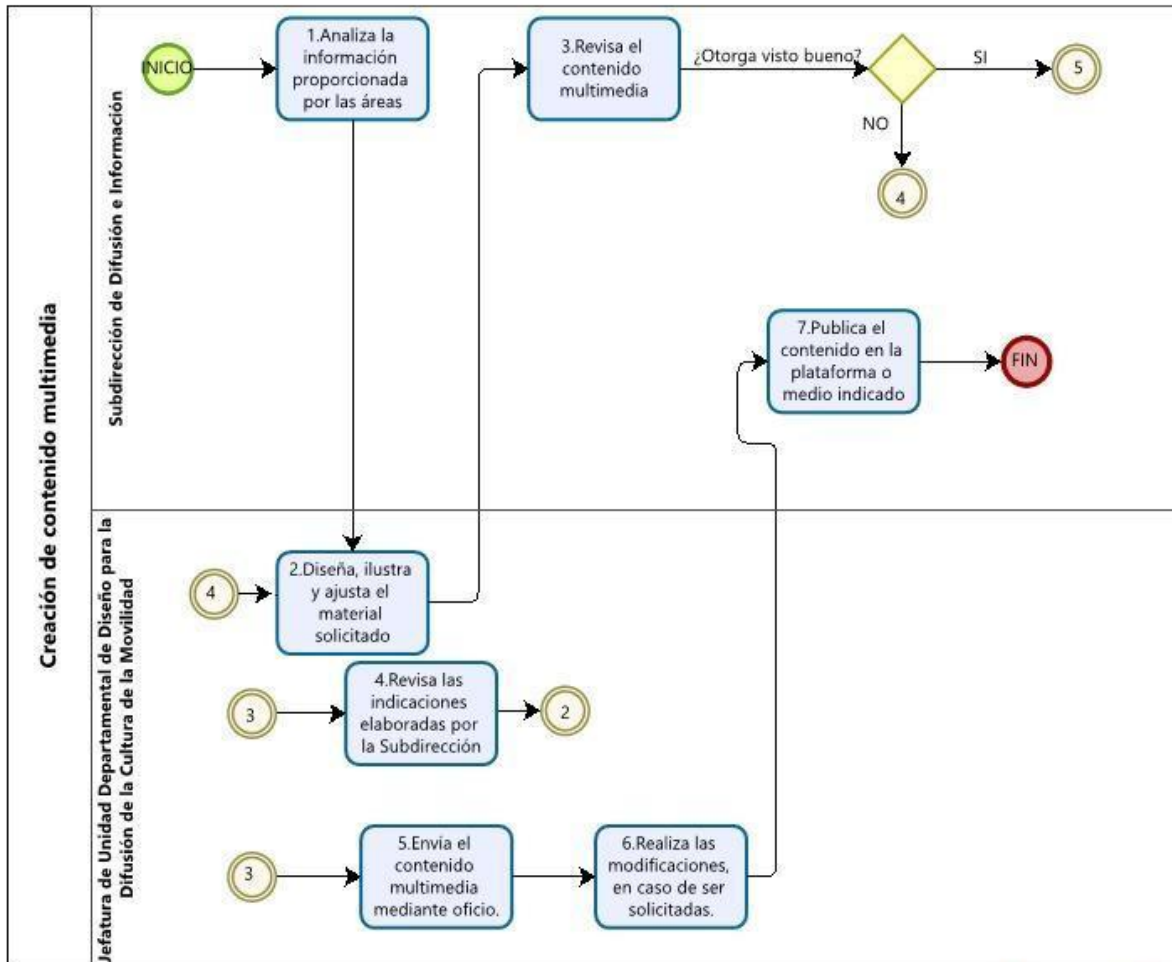 Creación de contenido multimedia
Subdirección de Difusión e Información
INICIO
1.Analiza la
información
proporcionada
por las áreas
3.Revisa el
contenido
multimedia
¿Otorga visto bueno?
SI
5
NO
4
7.Publica el
contenido en la
plataforma o
medio indicado
FIN
Jefatura de Unidad Departamental de Diseño para la
Difusión de la Cultura de la Movilidad
4
2.Diseña, ilustra
y ajusta el
material
solicitado
3
4.Revisa las
indicaciones
elaboradas por
la Subdirección
2
3
5.Envía el
contenido
multimedia
mediante oficio.
6.Realiza las
modificaciones,
en caso de ser
solicitadas.